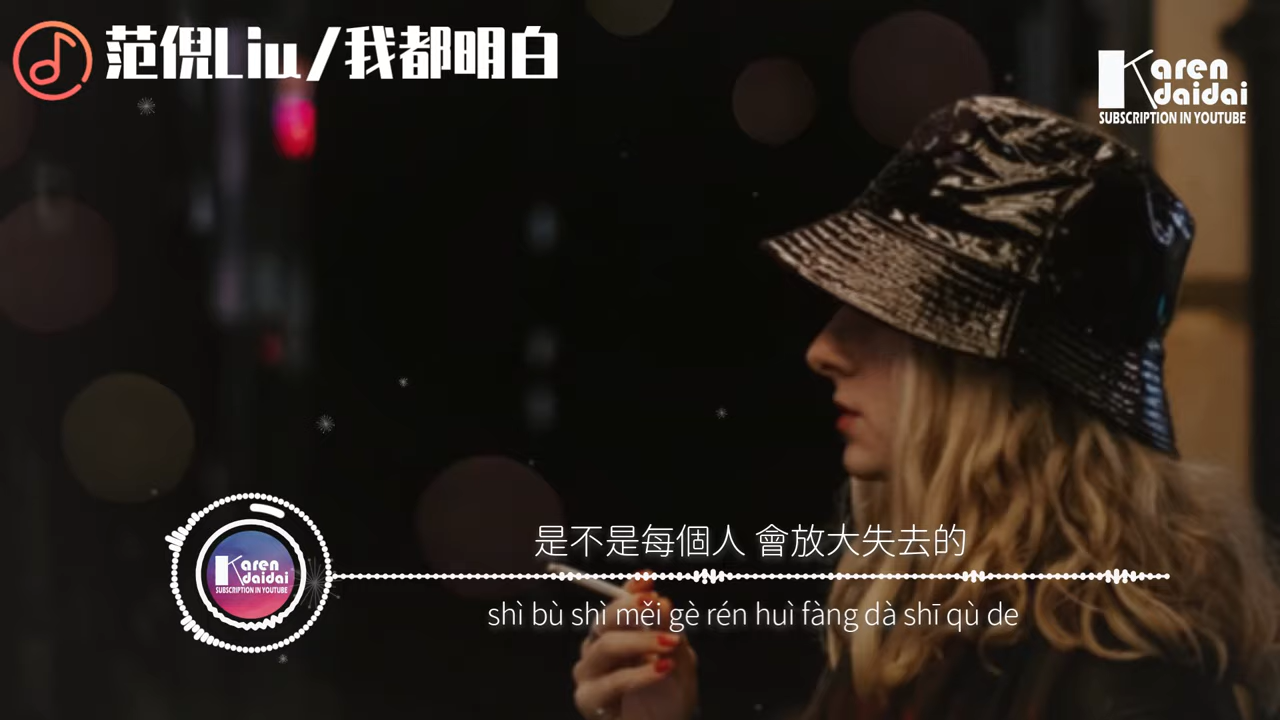 范倪Liu/我都明白
Karen
daidai
SUBSCRIPTION IN YOUTUBE
是不是每個人 會放大失去的
Karen
daidai
SUBSCRIPTION IN YOUTUBE
shì bù shì měi gè rén huì fàng dà shī qù de